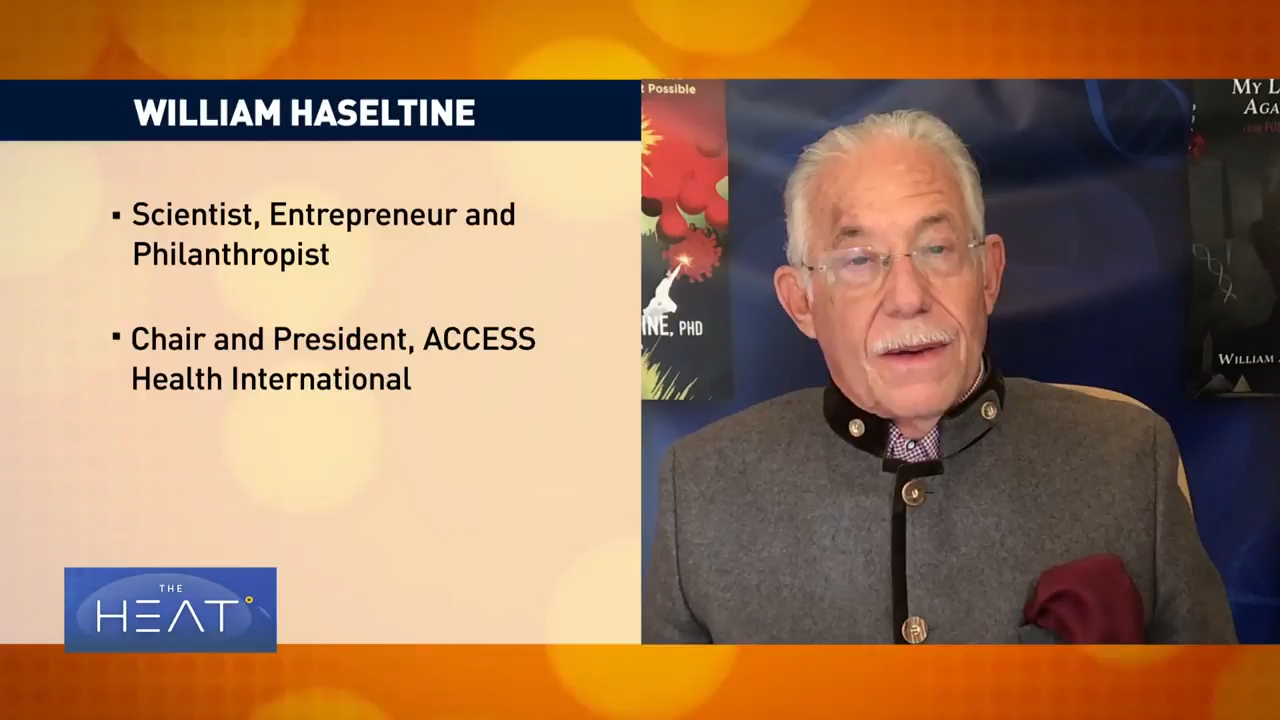 WILLIAM HASELTINE
▪ Scientist, Entrepreneur and
Philanthropist
▪ Chair and President, ACCESS
Health International
THE
HEAT
t Possible
INE, PHD
MY L
AGA
WILLIAM